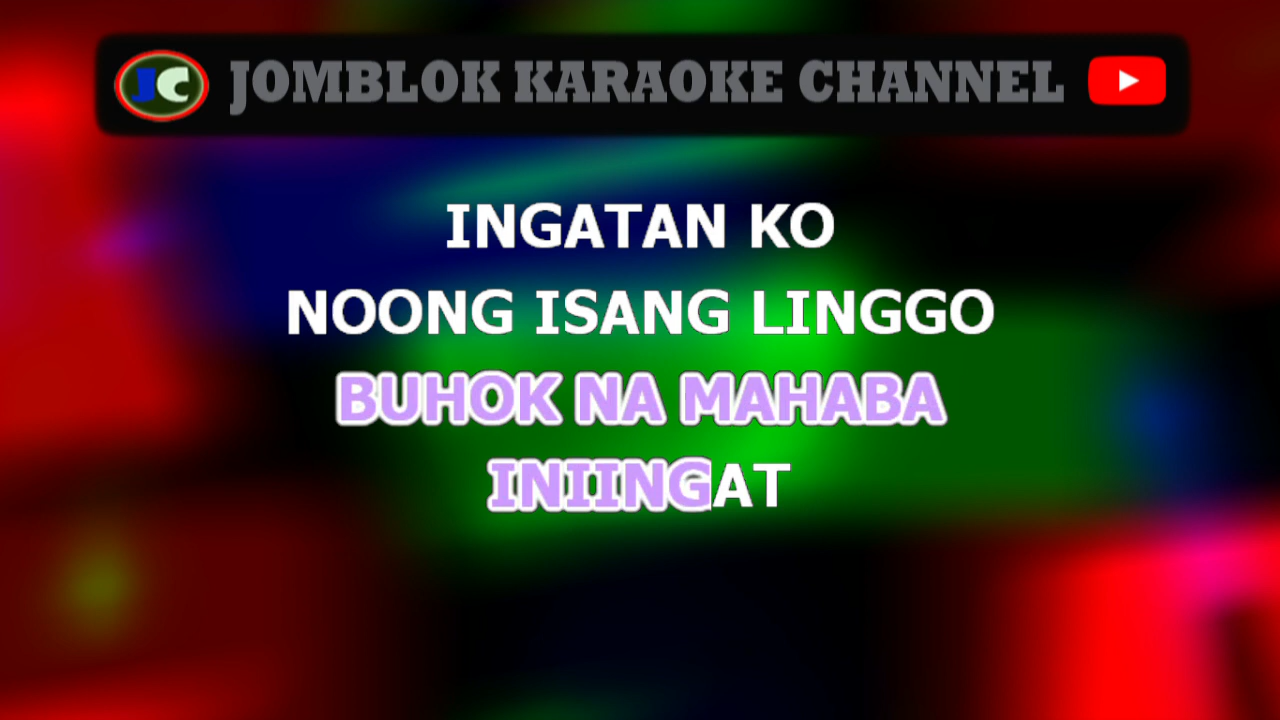 JC JOMBLOK KARAOKE CHANNEL
INGATAN KO
NOONG ISANG LINGGO
BUHOK NA MAHABA
INIINGAT